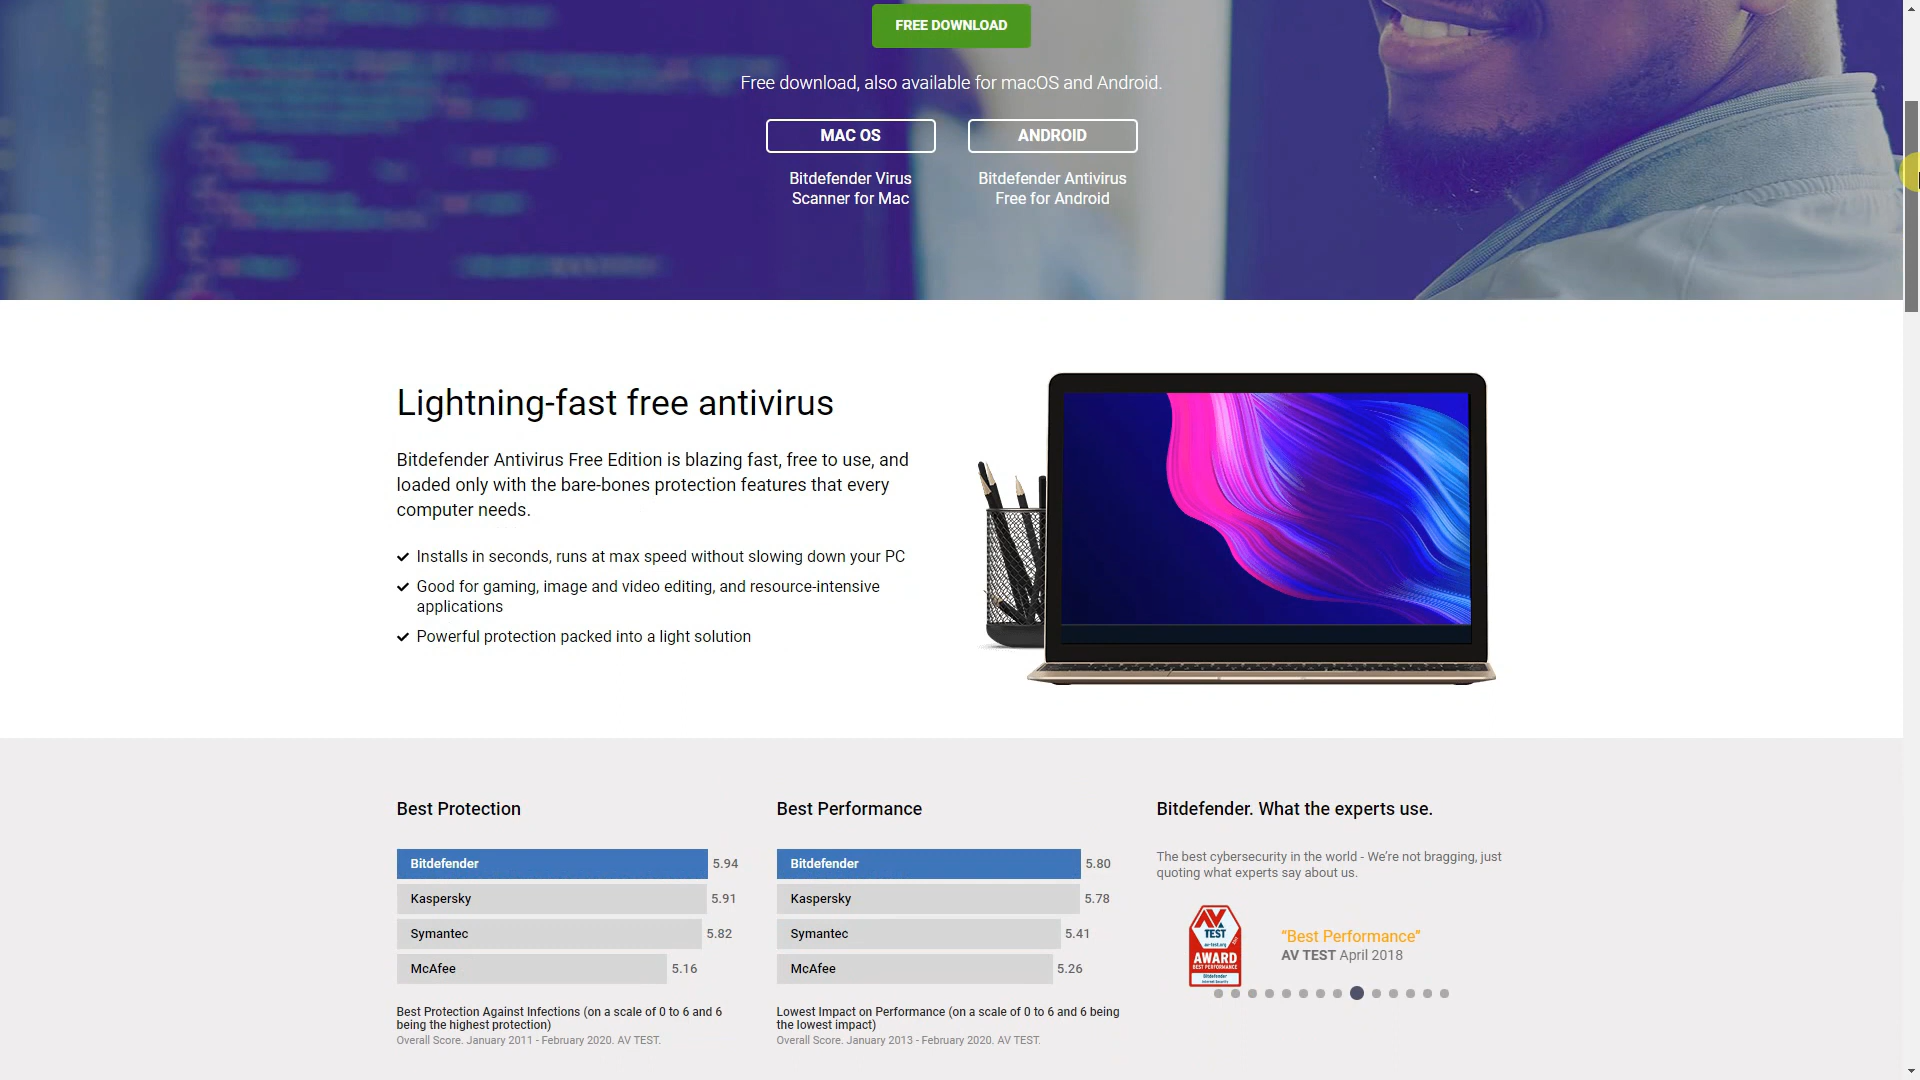 FREE DOWNLOAD
Free download, also available for macOS and Android.
MAC OS
ANDROID
Bitdefender Virus
Scanner for Mac
Bitdefender Antivirus
Free for Android
Lightning-fast free antivirus
Bitdefender Antivirus Free Edition is blazing fast, free to use, and
loaded only with the bare-bones protection features that every
computer needs.
Installs in seconds, runs at max speed without slowing down your PC
Good for gaming, image and video editing, and resource-intensive
applications
Powerful protection packed into a light solution
Best Protection
Bitdefender 5.94
Kaspersky 5.91
Symantec 5.82
McAfee 5.16
Best Protection Against Infections (on a scale of 0 to 6 and 6
being the highest protection)
Overall Score. January 2011 - February 2020. AV TEST.
Best Performance
Bitdefender 5.80
Kaspersky 5.78
Symantec 5.41
McAfee 5.26
Lowest Impact on Performance (on a scale of 0 to 6 and 6 being
the lowest impact)
Overall Score. January 2013 - February 2020. AV TEST.
Bitdefender. What the experts use.
The best cybersecurity in the world - We're not bragging, just
quoting what experts say about us.
AV
TEST
av-test.org
AWARD
BEST PERFORMANCE
Bitdefender
Internet Security
“Best Performance”
AV TEST April 2018